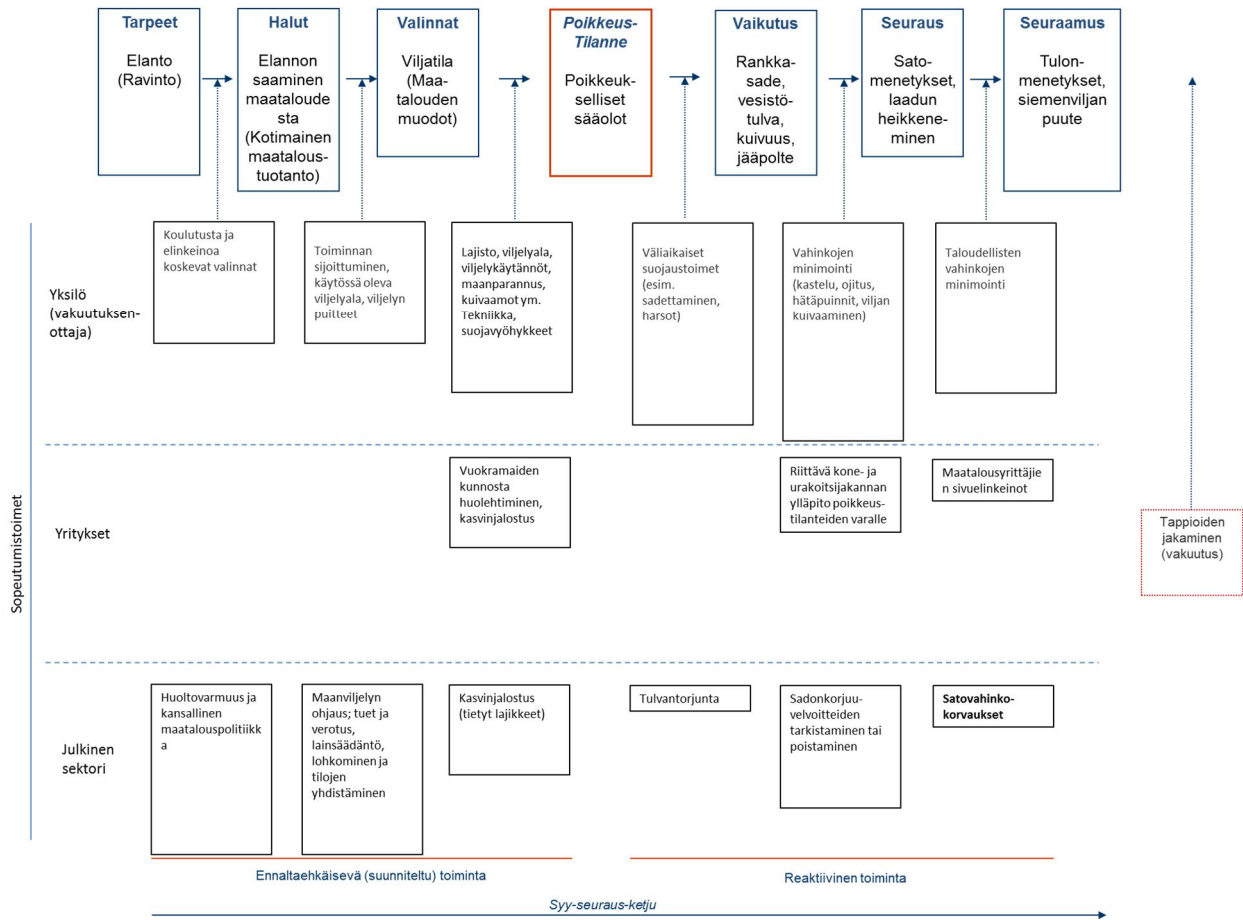 Tarpeet
Elanto
(Ravinto)
Halut
Elannon
saaminen
maataloude
sta
(Kotimainen
maatalous-
tuotanto)
Valinnat
Viljatila
(Maa-
talouden
muodot)
Poikkeus-
Tilanne
Poikkeuk-
selliset
sääolot
Vaikutus
Rankka-
sade,
vesistö-
tulva,
kuivuus,
jääpolte
Seuraus
Sato-
menetykset,
laadun
heikkene-
minen
Seuraamus
Tulon-
menetykset,
siemenviljan
puute
Sopeutumistoimet
Yksilö
(vakuutuksen-
ottaja)
Koulutusta ja
elinkeinoa
koskevat valinnat
Toiminnan
sijoittuminen,
käytössä oleva
viljelyala, viljelyn
puitteet
Lajisto, viljelyala,
viljelykäytännöt,
maanparannus,
kuivaamot ym.
Tekniikka,
suojavyöhykkeet
Väliaikaiset
suojaustoimet
(esim.
sadettaminen,
harsot)
Vahinkojen
minimointi
(kastelu, ojitus,
hätäpuinnit, viljan
kuivaaminen)
Taloudellisten
vahinkojen
minimointi
Yritykset
Vuokramaiden
kunnosta
huolehtiminen,
kasvinjalostus
Riittävä kone- ja
urakoitsijakannan
ylläpito poikkeus-
tilanteiden varalle
Maatalousyrittäjie
n sivuelinkeinot
Tappioiden
jakaminen
(vakuutus)
Julkinen
sektori
Huoltovarmuus ja
kansallinen
maatalouspolitiikk
a
Maanviljelyn
ohjaus; tuet ja
verotus,
lainsäädäntö,
lohkominen ja
tilojen
yhdistäminen
Kasvinjalostus
(tietyt lajikkeet)
Tulvantorjunta
Sadonkorjuu-
velvoitteiden
tarkistaminen tai
poistaminen
Satovahinko-
korvaukset
Ennaltaehkäisevä (suunniteltu) toiminta
Reaktiivinen toiminta
Syy-seuraus-ketju